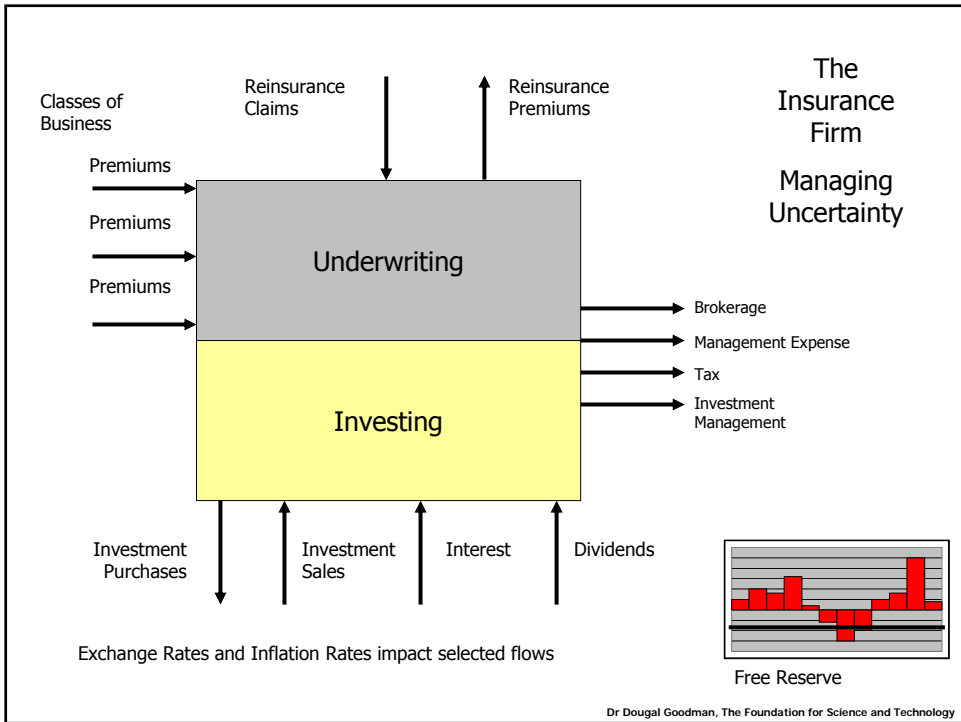 The
Insurance
Firm
Managing
Uncertainty
Classes of
Business
Reinsurance
Claims
Reinsurance
Premiums
Premiums
Premiums
Premiums
Underwriting
Investing
Brokerage
Management Expense
Tax
Investment
Management
Investment
Purchases
Investment
Sales
Interest
Dividends
Exchange Rates and Inflation Rates impact selected flows
Free Reserve
Dr Dougal Goodman, The Foundation for Science and Technology